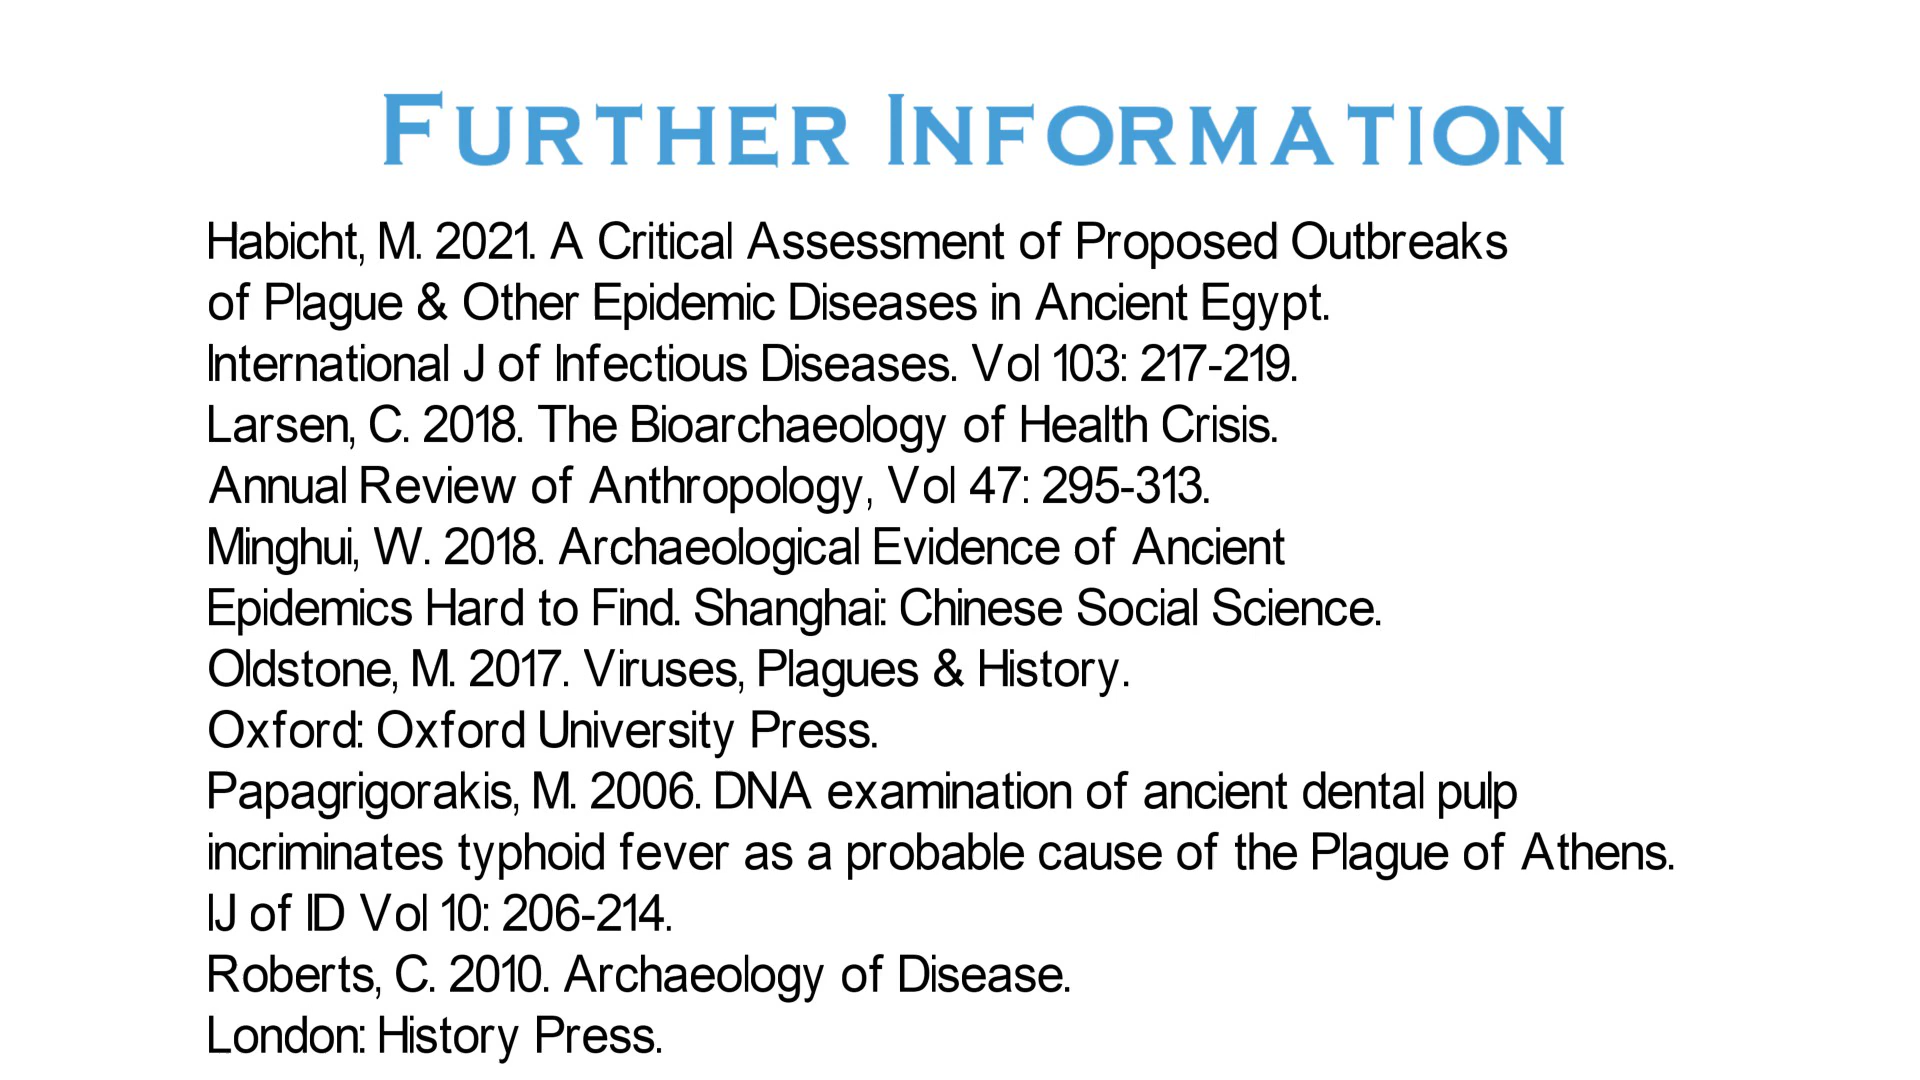 Further Information
Habicht, M. 2021. A Critical Assessment of Proposed Outbreaks
of Plague & Other Epidemic Diseases in Ancient Egypt.
International J of Infectious Diseases. Vol 103: 217-219.
Larsen, C. 2018. The Bioarchaeology of Health Crisis.
Annual Review of Anthropology, Vol 47: 295-313.
Minghui, W. 2018. Archaeological Evidence of Ancient
Epidemics Hard to Find. Shanghai: Chinese Social Science.
Oldstone, M. 2017. Viruses, Plagues & History.
Oxford: Oxford University Press.
Papagrigorakis, M. 2006. DNA examination of ancient dental pulp
incriminates typhoid fever as a probable cause of the Plague of Athens.
IJ of ID Vol 10: 206-214.
Roberts, C. 2010. Archaeology of Disease.
London: History Press.